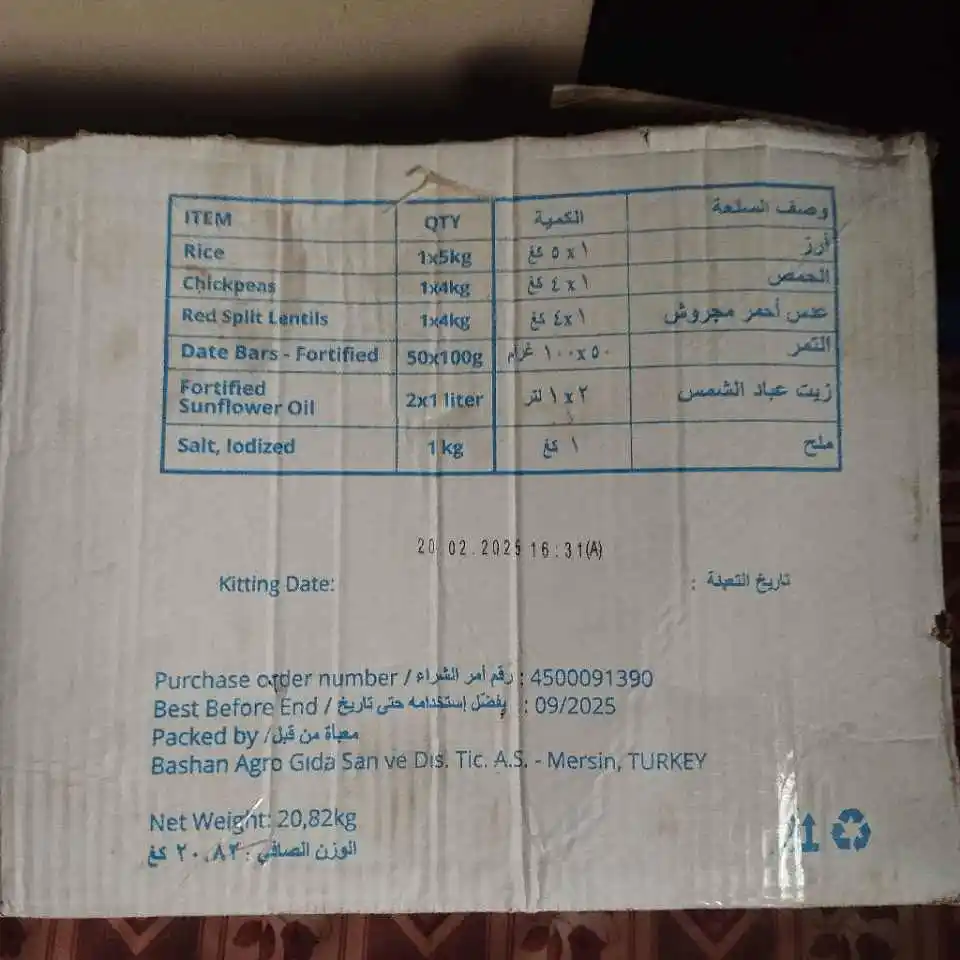 ITEM QTY الكمية وصف السلعة
Rice 1x5kg ١ x ٥ كغ أرز
Chickpeas 1x4kg ١ x ٤ كغ الحمص
Red Split Lentils 1x4kg ١ x ٤ كغ عدس أحمر مجروش
Date Bars - Fortified 50x100g ٥٠ x ١٠٠ غرام التمر
Fortified
Sunflower Oil 2x1 liter ٢ x ١ لتر زيت عباد الشمس
Salt, Iodized 1 kg ١ كغ ملح
20.02.2025 16:31(A)
Kitting Date: تاريخ التعبئة :
Purchase order number / رقم أمر الشراء : 4500091390
Best Before End / يفضل إستخدامه حتى تاريخ : 09/2025
Packed by / معبأة من قبل
Bashan Agro Gıda San ve Dıs. Tic. A.S. - Mersin, TURKEY
Net Weight: 20,82kg
الوزن الصافي : ٢٠,٨٢ كغ